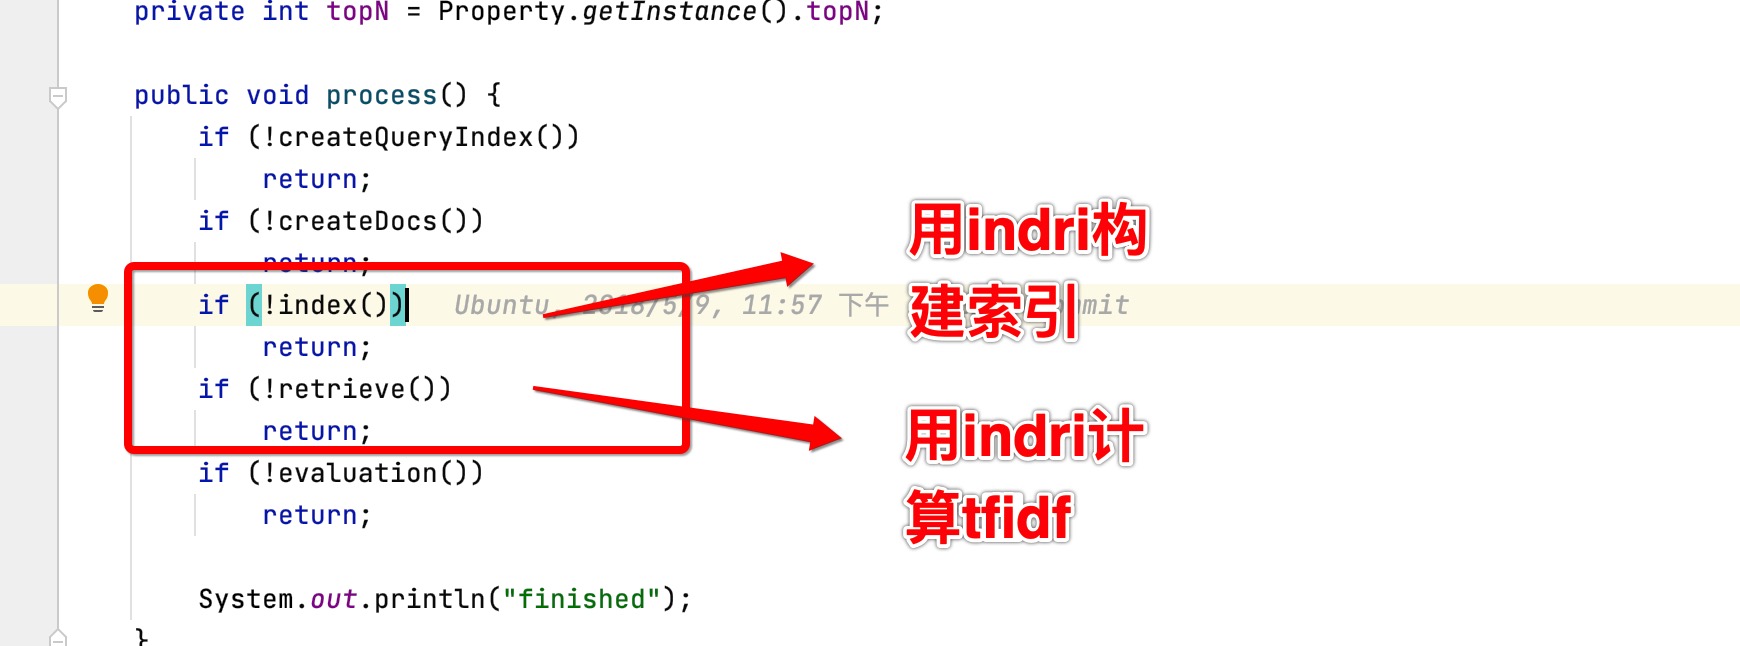 private int topN = Property.getInstance().topN;
public void process() {
if (!createQueryIndex())
return;
if (!createDocs())
return;
if (!index()) Ubuntu, 2018/5/9, 11:57 下午
return;
if (!retrieve())
return;
if (!evaluation())
return;
System.out.println("finished");
}
用indri构
建索引
用indri计
算tfidf